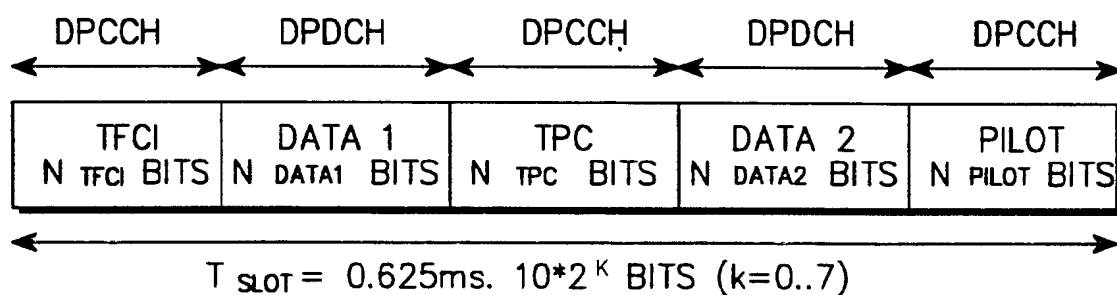 DPCCH DPDCH DPCCH DPDCH DPCCH
TFCI DATA 1 TPC DATA 2 PILOT
N TFCI BITS N DATA1 BITS N TPC BITS N DATA2 BITS N PILOT BITS
T SLOT = 0.625ms. 10*2 K BITS (k=0..7)